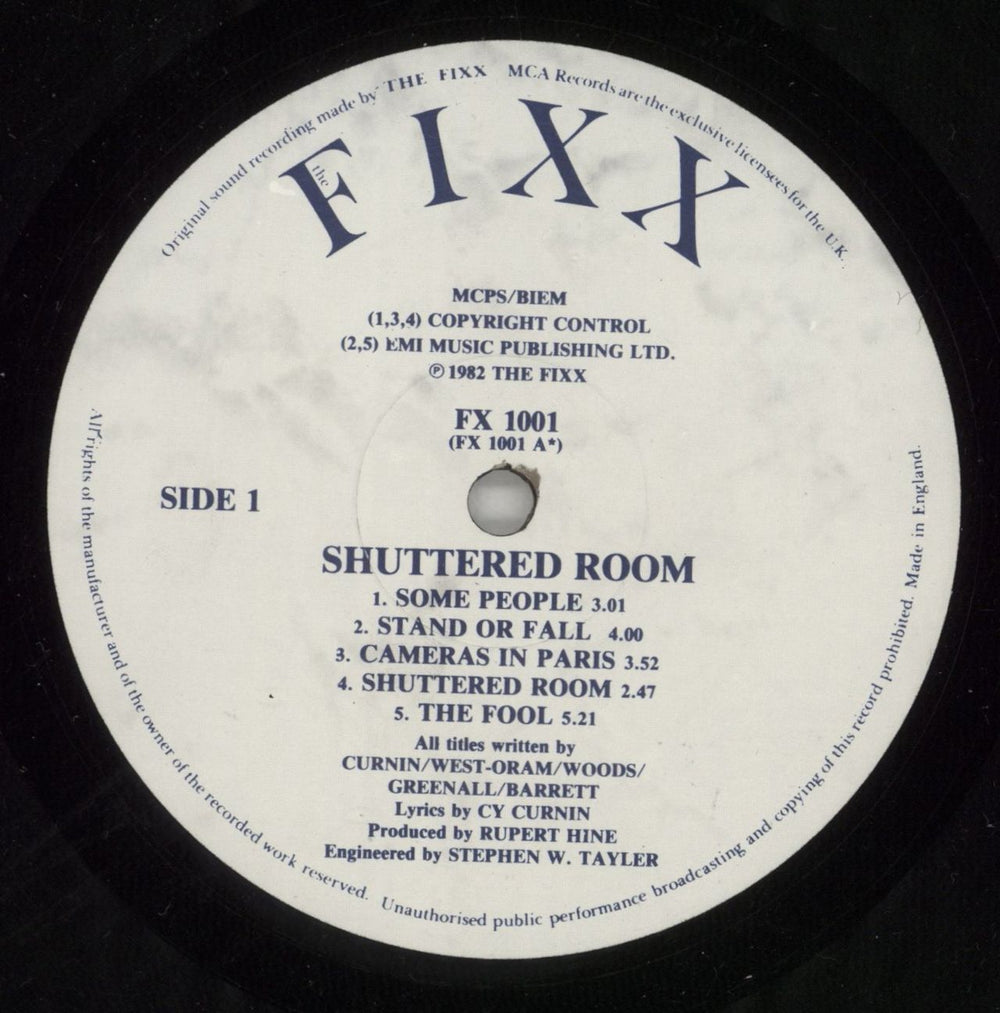 Original sound recording made by THE FIXX MCA Records are the exclusive licensees for the U.K.
the FIXX
MCPS/BIEM
(1,3,4) COPYRIGHT CONTROL
(2,5) EMI MUSIC PUBLISHING LTD.
℗ 1982 THE FIXX
FX 1001
(FX 1001 A*)
SIDE 1
SHUTTERED ROOM
1. SOME PEOPLE 3.01
2. STAND OR FALL 4.00
3. CAMERAS IN PARIS 3.52
4. SHUTTERED ROOM 2.47
5. THE FOOL 5.21
All titles written by
CURNIN/WEST-ORAM/WOODS/
GREENALL/BARRETT
Lyrics by CY CURNIN
Produced by RUPERT HINE
Engineered by STEPHEN W. TAYLER
All rights of the manufacturer and of the owner of the recorded work reserved. Unauthorised public performance broadcasting and copying of this record prohibited. Made in England.